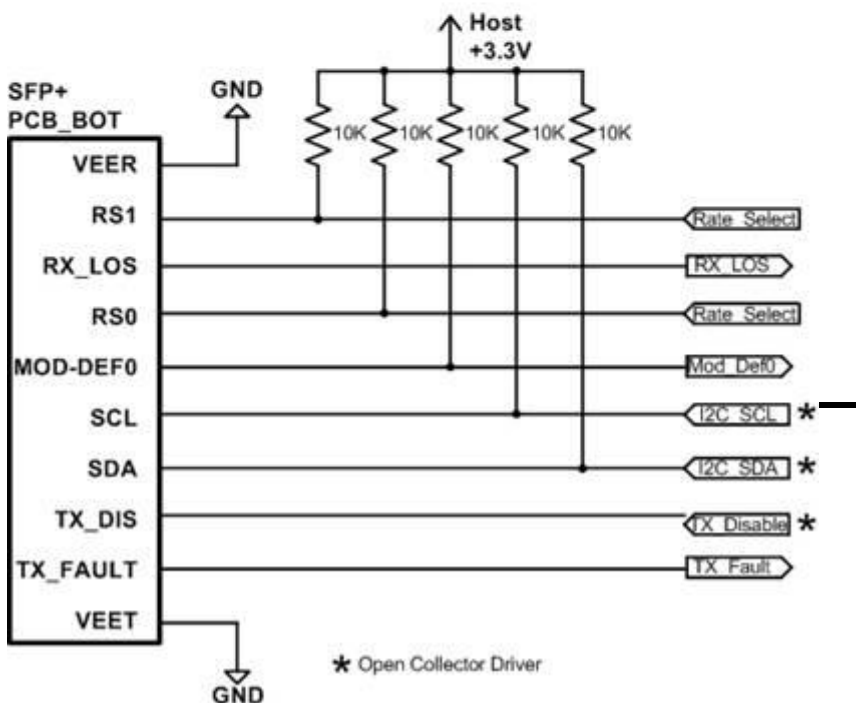 Host
+3.3V
SFP+
PCB_BOT
GND
10K 10K 10K 10K 10K
VEER
RS1 Rate_Select
RX_LOS RX_LOS
RS0 Rate_Select
MOD-DEF0 Mod_Def0
SCL I2C_SCL *
SDA I2C_SDA *
TX_DIS TX_Disable *
TX_FAULT TX_Fault
VEET
GND
* Open Collector Driver